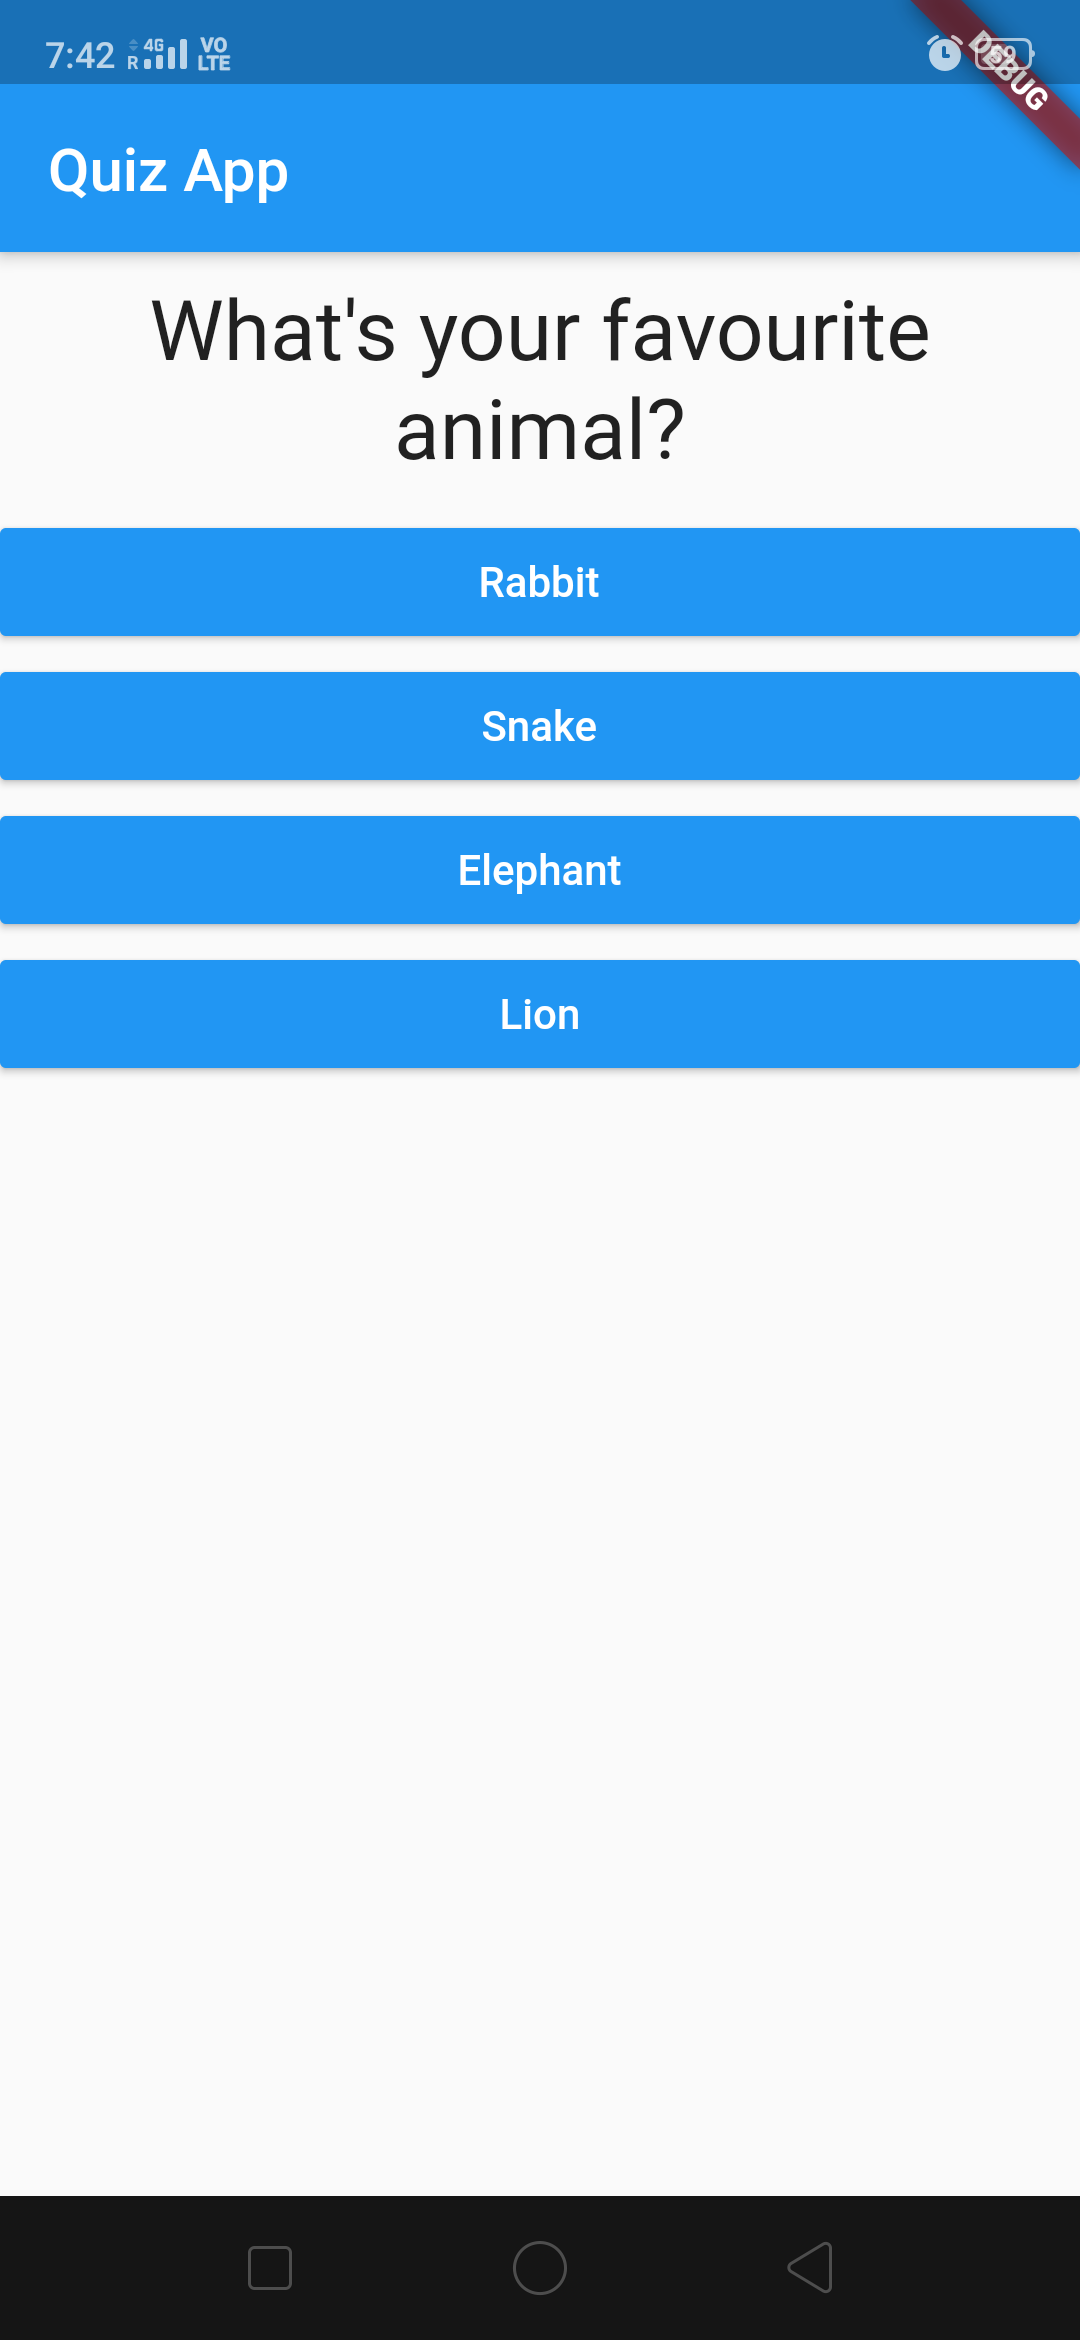 7:42 R 4G VO LTE
DEBUG
Quiz App
What's your favourite
animal?
Rabbit
Snake
Elephant
Lion